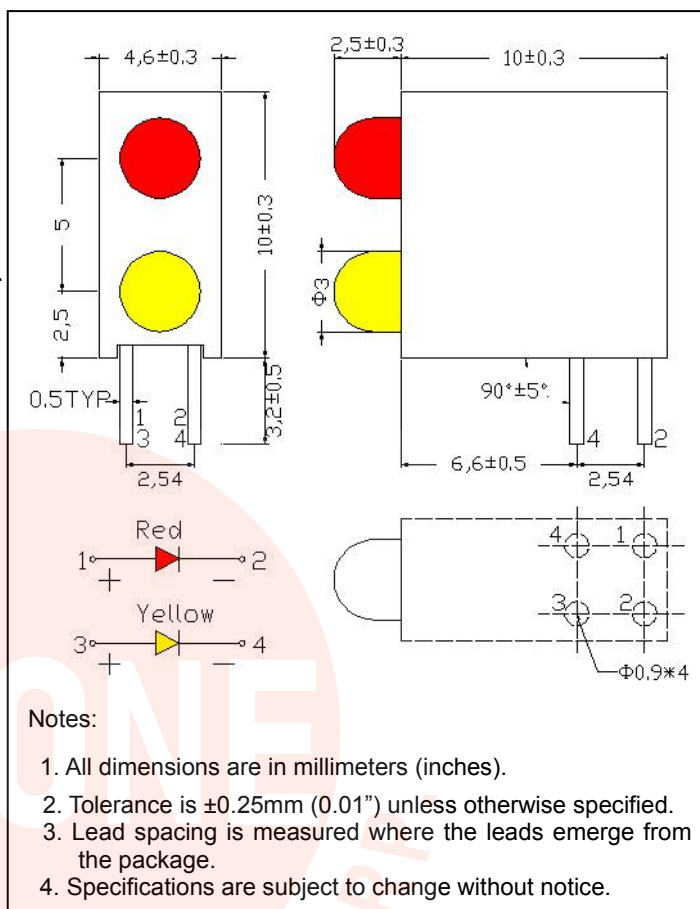 4,6±0.3
2,5±0.3
10±0.3
5
2,5
10±0.3
Φ3
0.5TYP
1 2
3 4
3,2±0.5
2,54
90°±5°
4 2
6,6±0.5
2,54
Red
1 + − 2
Yellow
3 + − 4
4 1
3 2
Φ0.9*4
ONE
Notes:
1. All dimensions are in millimeters (inches).
2. Tolerance is ±0.25mm (0.01”) unless otherwise specified.
3. Lead spacing is measured where the leads emerge from
the package.
4. Specifications are subject to change without notice.